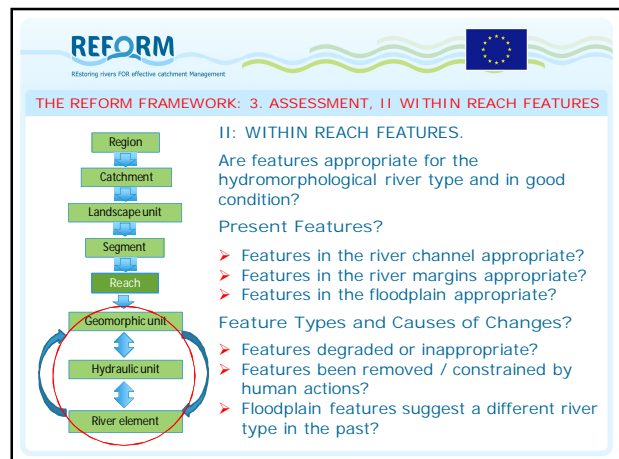 REFORM
REstoring rivers FOR effective catchment Management
THE REFORM FRAMEWORK: 3. ASSESSMENT, II WITHIN REACH FEATURES
Region
Catchment
Landscape unit
Segment
Reach
Geomorphic unit
Hydraulic unit
River element
II: WITHIN REACH FEATURES.
Are features appropriate for the
hydromorphological river type and in good
condition?
Present Features?
Features in the river channel appropriate?
Features in the river margins appropriate?
Features in the floodplain appropriate?
Feature Types and Causes of Changes?
Features degraded or inappropriate?
Features been removed / constrained by
human actions?
Floodplain features suggest a different river
type in the past?